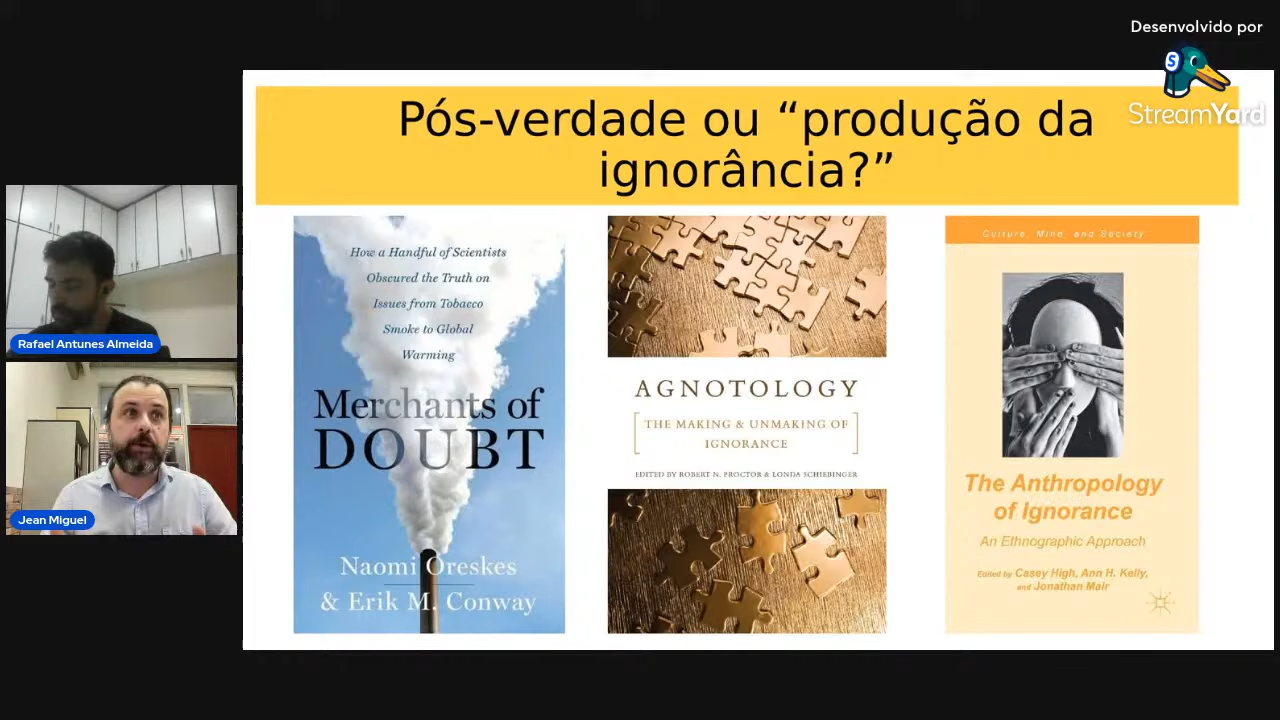 Desenvolvido por
StreamYard
Pós-verdade ou “produção da
ignorância?”
Rafael Antunes Almeida
Jean Miguel
How a Handful of Scientists
Obscured the Truth on
Issues from Tobacco
Smoke to Global
Warming
Merchants of
DOUBT
Naomi Oreskes
& Erik M. Conway
AGNOTOLOGY
THE MAKING & UNMAKING OF
IGNORANCE
EDITED BY ROBERT N. PROCTOR & LONDA SCHIEBINGER
Culture, Mind, and Society
The Anthropology
of Ignorance
An Ethnographic Approach
Edited by Casey High, Ann H. Kelly,
and Jonathan Mair